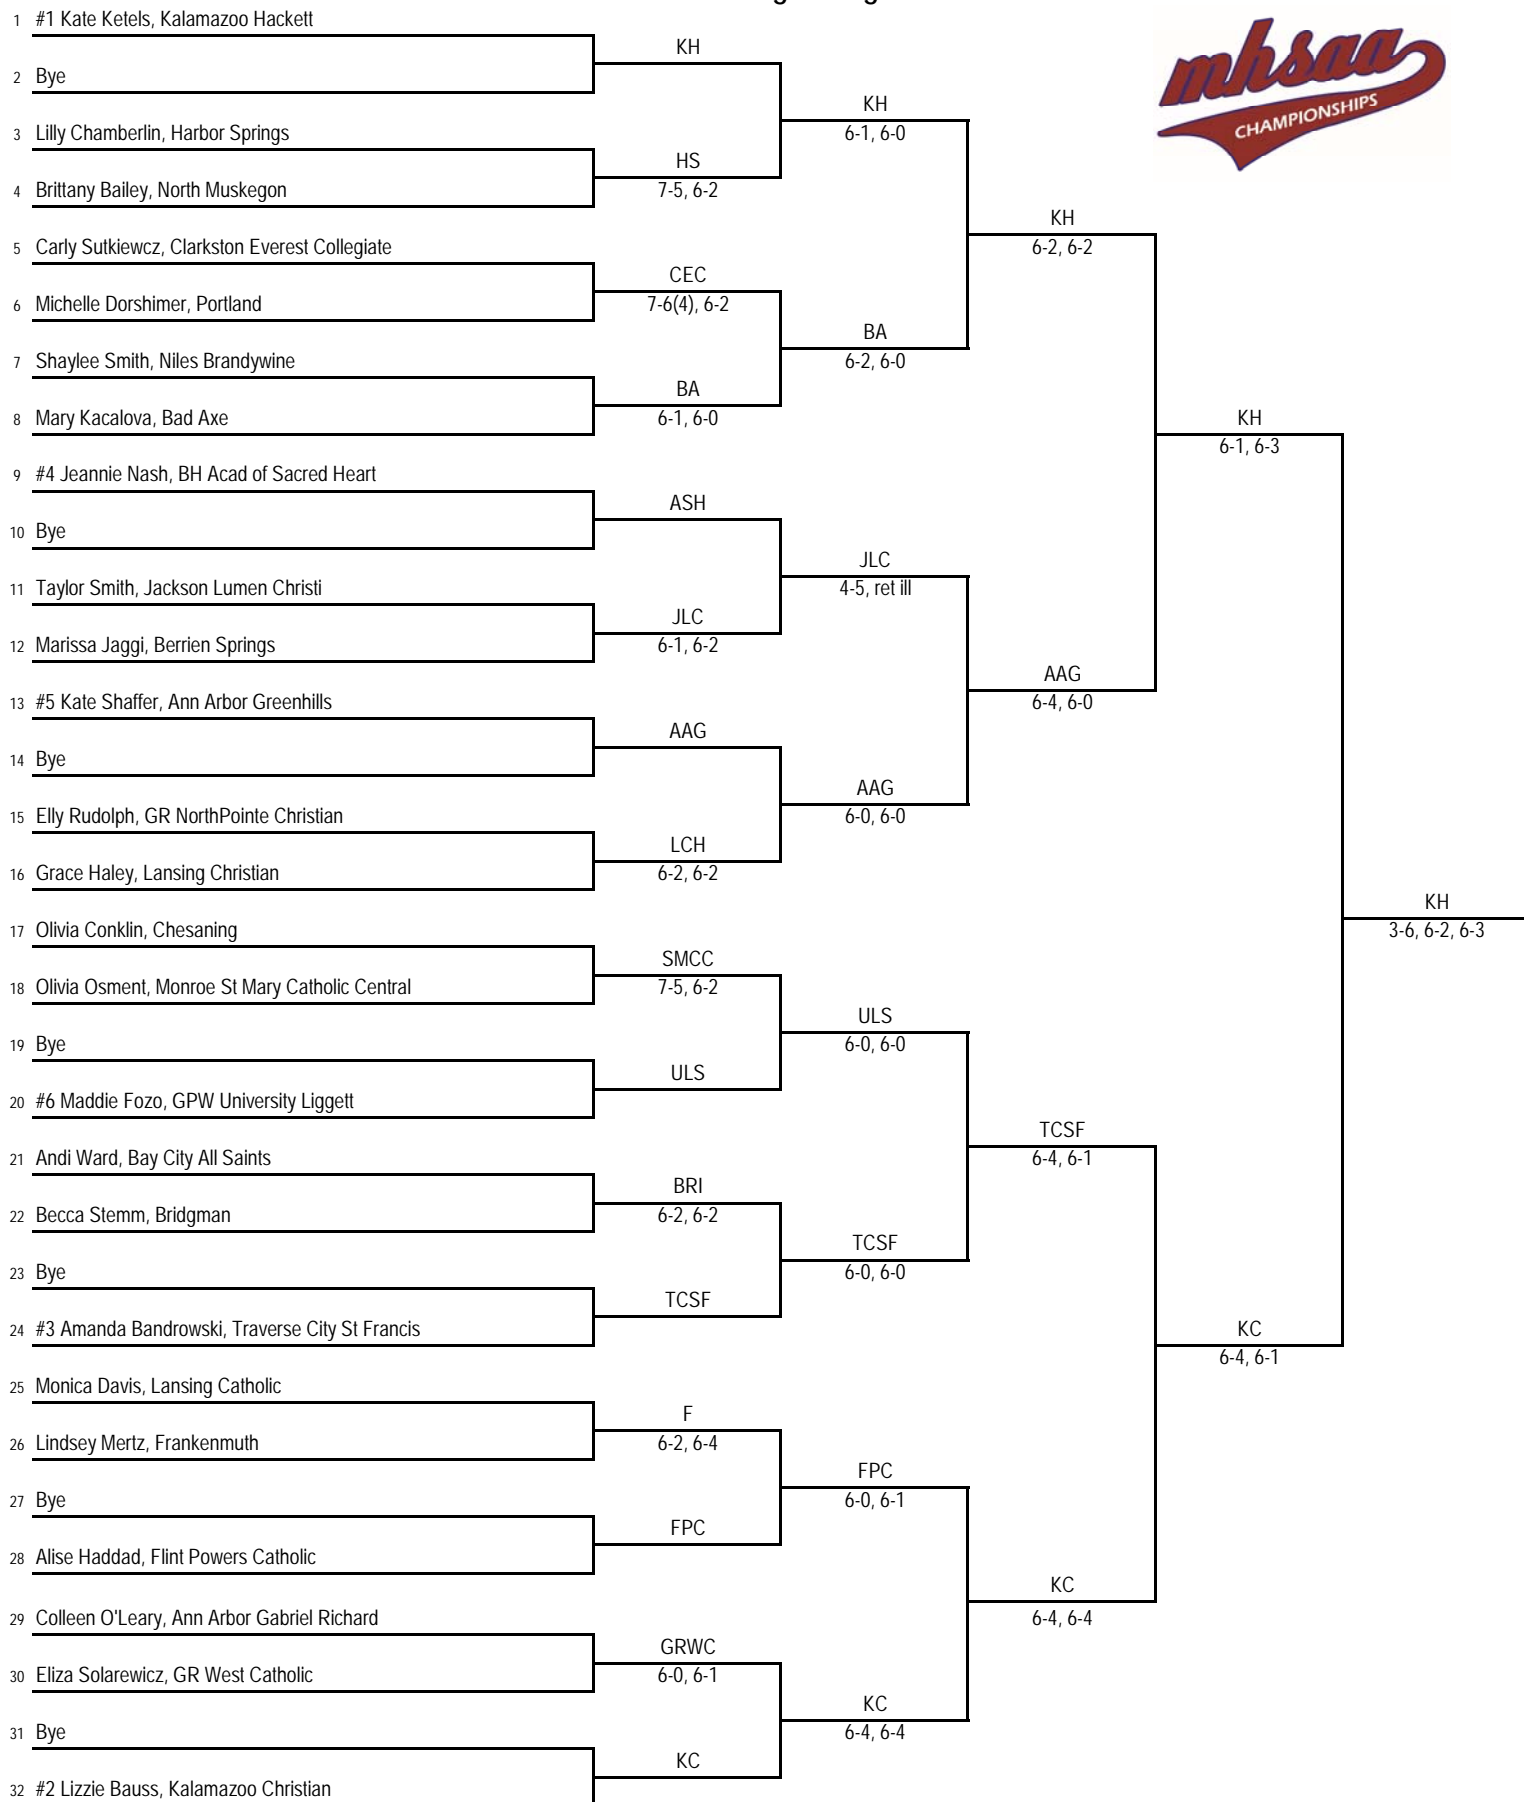 1 #1 Kate Ketels, Kalamazoo Hackett
2 Bye
3 Lilly Chamberlin, Harbor Springs
4 Brittany Bailey, North Muskegon
5 Carly Sutkiewcz, Clarkston Everest Collegiate
6 Michelle Dorshimer, Portland
7 Shaylee Smith, Niles Brandywine
8 Mary Kacalova, Bad Axe
9 #4 Jeannie Nash, BH Acad of Sacred Heart
10 Bye
11 Taylor Smith, Jackson Lumen Christi
12 Marissa Jaggi, Berrien Springs
13 #5 Kate Shaffer, Ann Arbor Greenhills
14 Bye
15 Elly Rudolph, GR NorthPointe Christian
16 Grace Haley, Lansing Christian
17 Olivia Conklin, Chesaning
18 Olivia Osment, Monroe St Mary Catholic Central
19 Bye
20 #6 Maddie Fozo, GPW University Liggett
21 Andi Ward, Bay City All Saints
22 Becca Stemm, Bridgman
23 Bye
24 #3 Amanda Bandrowski, Traverse City St Francis
25 Monica Davis, Lansing Catholic
26 Lindsey Mertz, Frankenmuth
27 Bye
28 Alise Haddad, Flint Powers Catholic
29 Colleen O'Leary, Ann Arbor Gabriel Richard
30 Eliza Solarewicz, GR West Catholic
31 Bye
32 #2 Lizzie Bauss, Kalamazoo Christian
KH
HS
7-5, 6-2
CEC
7-6(4), 6-2
BA
6-1, 6-0
ASH
JLC
6-1, 6-2
AAG
LCH
6-2, 6-2
SMCC
7-5, 6-2
ULS
BRI
6-2, 6-2
TCSF
F
6-2, 6-4
FPC
GRWC
6-0, 6-1
KC
KH
6-1, 6-0
BA
6-2, 6-0
JLC
4-5, ret ill
AAG
6-0, 6-0
ULS
6-0, 6-0
TCSF
6-0, 6-0
FPC
6-0, 6-1
KC
6-4, 6-4
KH
6-2, 6-2
AAG
6-4, 6-0
TCSF
6-4, 6-1
KC
6-4, 6-4
KH
6-1, 6-3
KC
6-4, 6-1
KH
3-6, 6-2, 6-3
mhsaa
CHAMPIONSHIPS